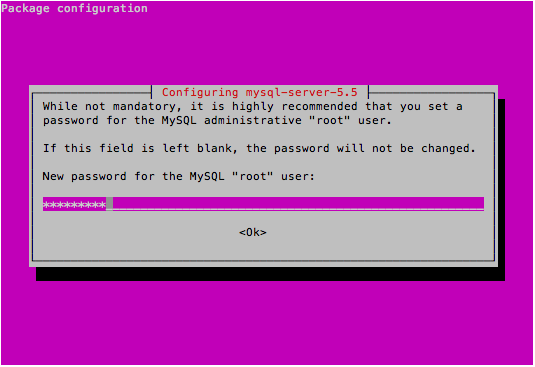 Package configuration
Configuring mysql-server-5.5
While not mandatory, it is highly recommended that you set a
password for the MySQL administrative "root" user.
If this field is left blank, the password will not be changed.
New password for the MySQL "root" user:
*********
<Ok>